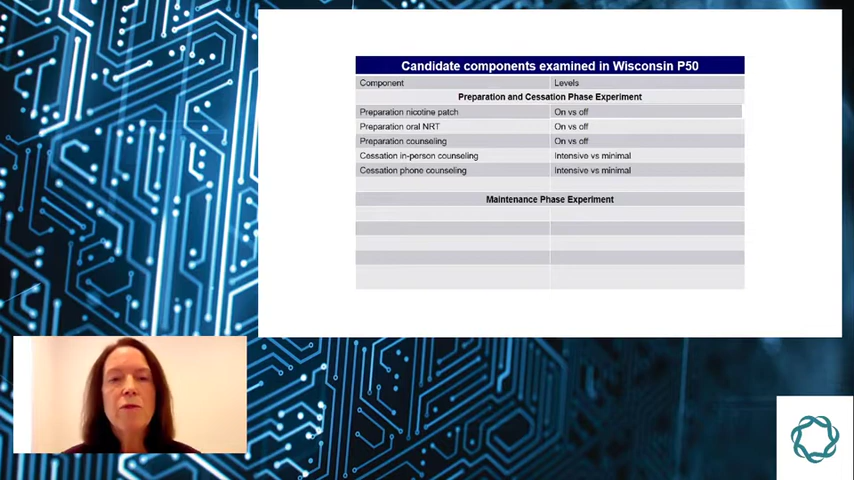 Candidate components examined in Wisconsin P50
Component Levels
Preparation and Cessation Phase Experiment
Preparation nicotine patch On vs off
Preparation oral NRT On vs off
Preparation counseling On vs off
Cessation in-person counseling Intensive vs minimal
Cessation phone counseling Intensive vs minimal
Maintenance Phase Experiment